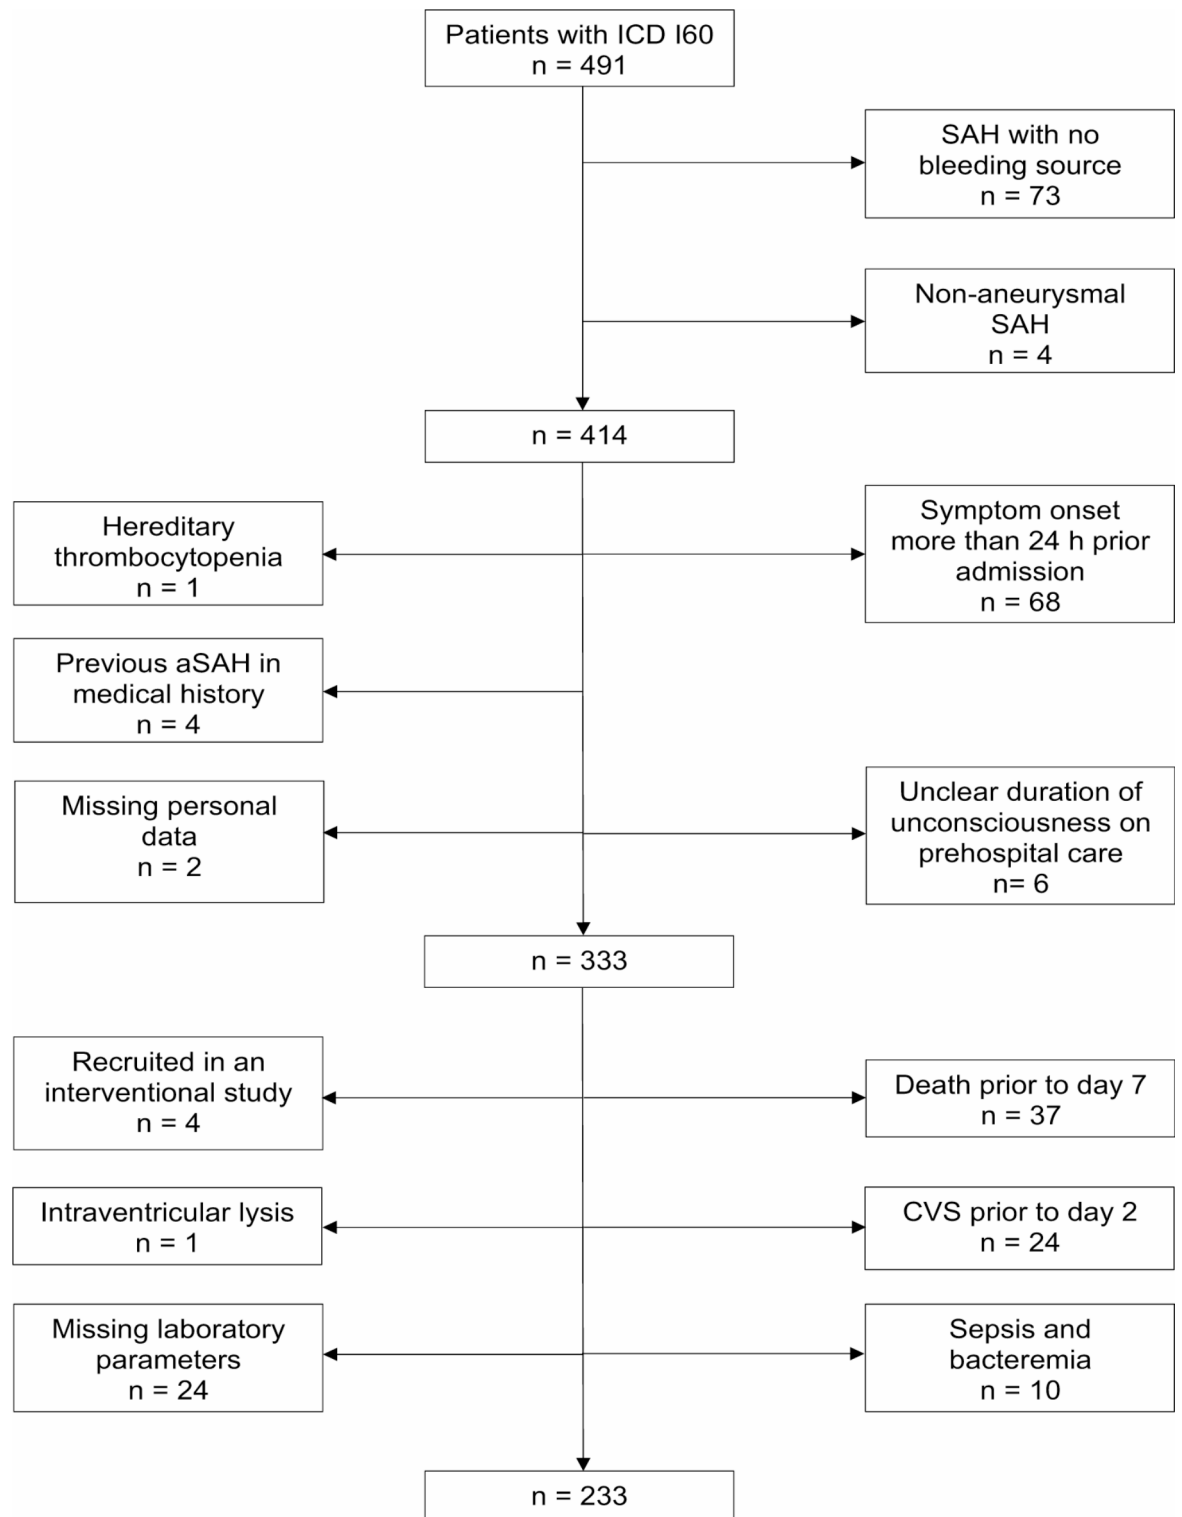 Patients with ICD I60
n = 491
SAH with no
bleeding source
n = 73
Non-aneurysmal
SAH
n = 4
n = 414
Hereditary
thrombocytopenia
n = 1
Symptom onset
more than 24 h prior
admission
n = 68
Previous aSAH in
medical history
n = 4
Missing personal
data
n = 2
Unclear duration of
unconsciousness on
prehospital care
n= 6
n = 333
Recruited in an
interventional study
n = 4
Death prior to day 7
n = 37
Intraventricular lysis
n = 1
CVS prior to day 2
n = 24
Missing laboratory
parameters
n = 24
Sepsis and
bacteremia
n = 10
n = 233